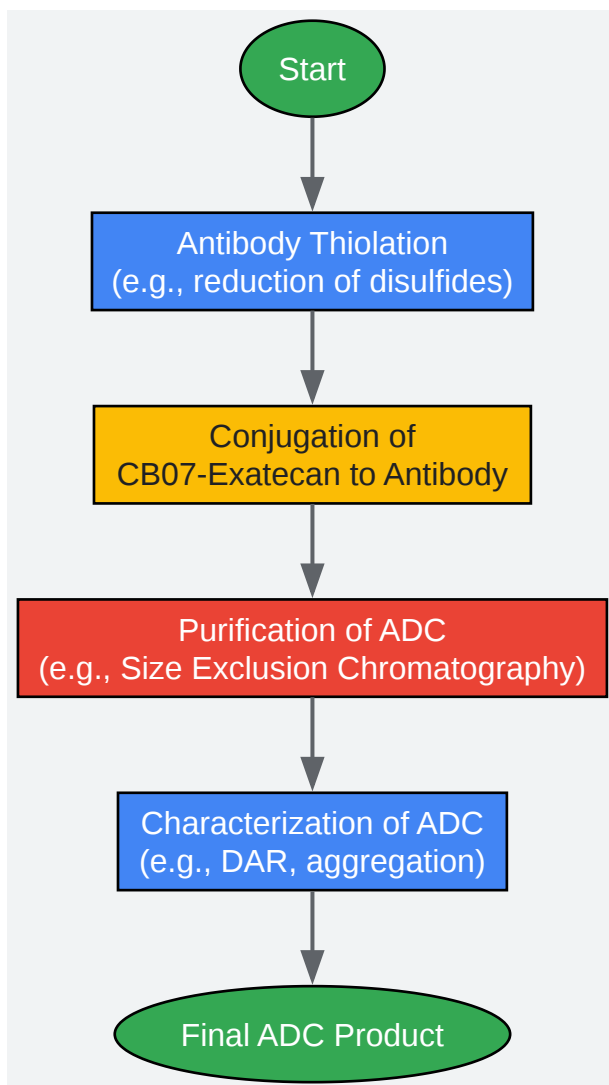 Start
Antibody Thiolation
(e.g., reduction of disulfides)
Conjugation of
CB07-Exatecan to Antibody
Purification of ADC
(e.g., Size Exclusion Chromatography)
Characterization of ADC
(e.g., DAR, aggregation)
Final ADC Product